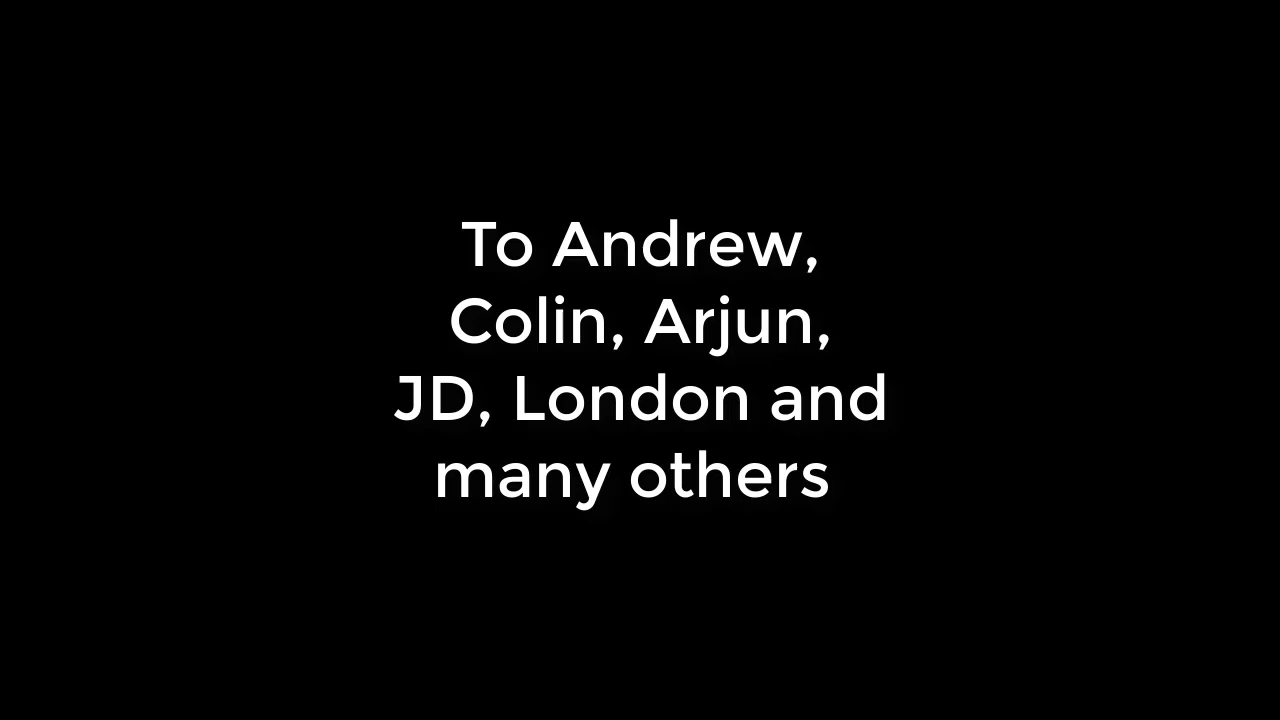 To Andrew,
Colin, Arjun,
JD, London and
many others